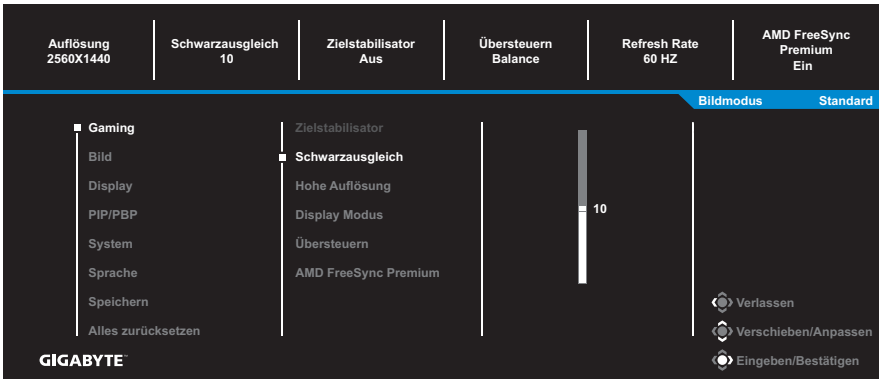 Auflösung
2560X1440
Schwarzausgleich
10
Zielstabilisator
Aus
Übersteuern
Balance
Refresh Rate
60 HZ
AMD FreeSync
Premium
Ein
Bildmodus Standard
Gaming
Bild
Display
PIP/PBP
System
Sprache
Speichern
Alles zurücksetzen
Zielstabilisator
Schwarzausgleich
Hohe Auflösung
Display Modus
Übersteuern
AMD FreeSync Premium
10
Verlassen
Verschieben/Anpassen
Eingeben/Bestätigen
GIGABYTE™